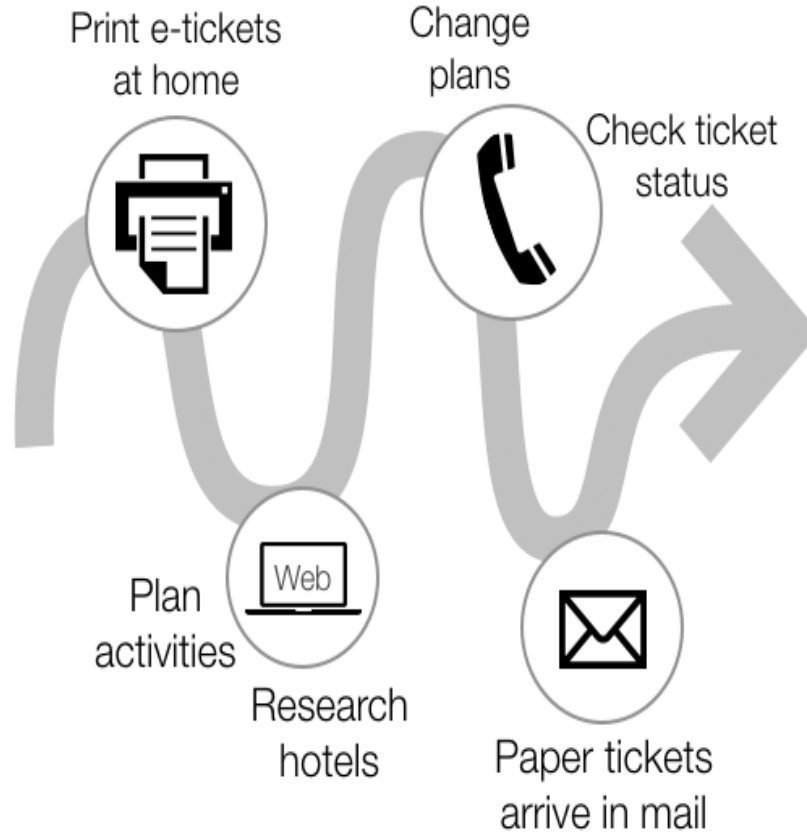 Print e-tickets
at home
Change
plans
Check ticket
status
Web
Plan
activities
Research
hotels
Paper tickets
arrive in mail